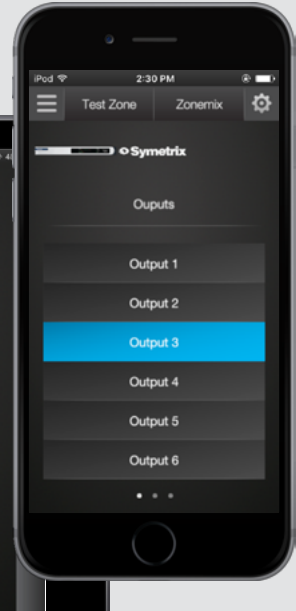 iPod 2:30 PM
Test Zone Zonemix
Symetrix
Ouputs
Output 1
Output 2
Output 3
Output 4
Output 5
Output 6